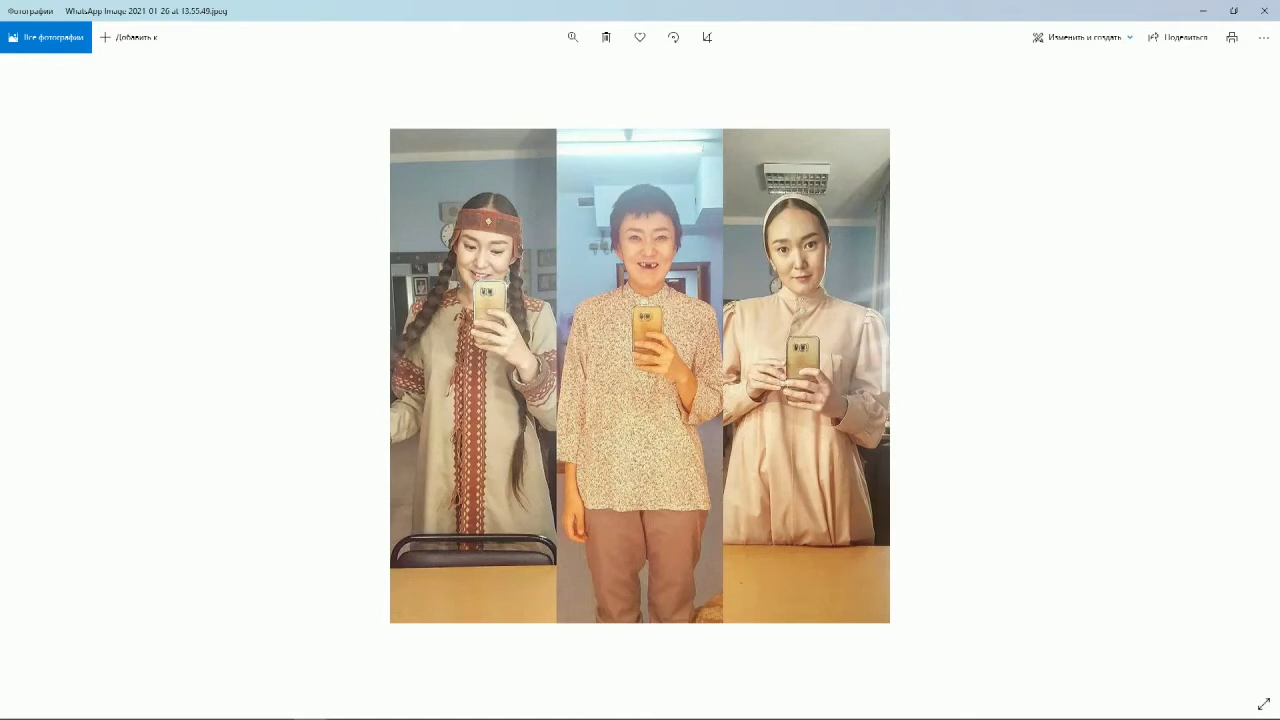 Фотографии
WhatsApp Image 2021-01-26 at 13.55.49.jpeg
Все фотографии
Добавить к
Изменить и создать
Поделиться